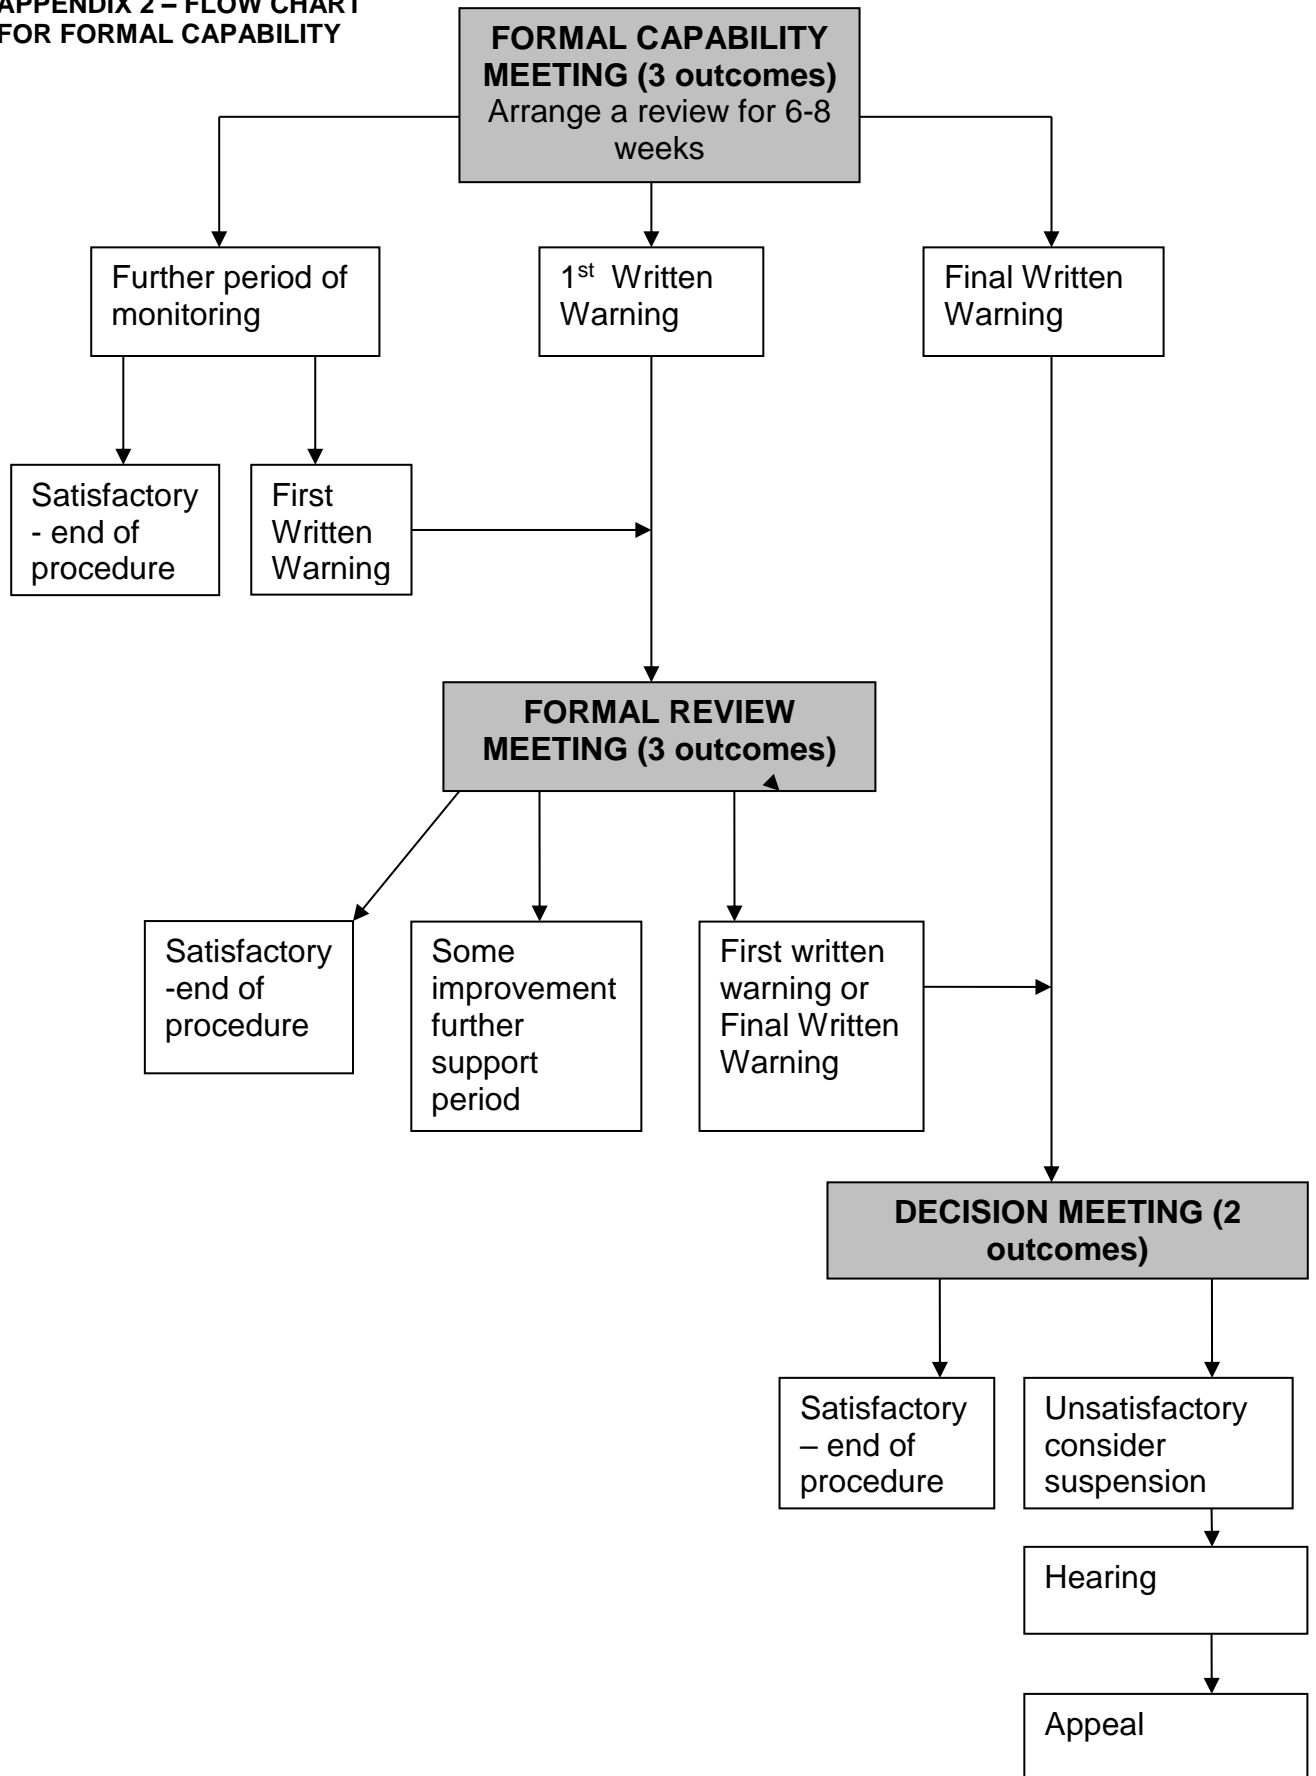 APPENDIX 2 – FLOW CHART
FOR FORMAL CAPABILITY
FORMAL CAPABILITY
MEETING (3 outcomes)
Arrange a review for 6-8
weeks
Further period of
monitoring
1st Written
Warning
Final Written
Warning
Satisfactory
- end of
procedure
First
Written
Warning
FORMAL REVIEW
MEETING (3 outcomes)
Satisfactory
-end of
procedure
Some
improvement
further
support
period
First written
warning or
Final Written
Warning
DECISION MEETING (2
outcomes)
Satisfactory
– end of
procedure
Unsatisfactory
consider
suspension
Hearing
Appeal